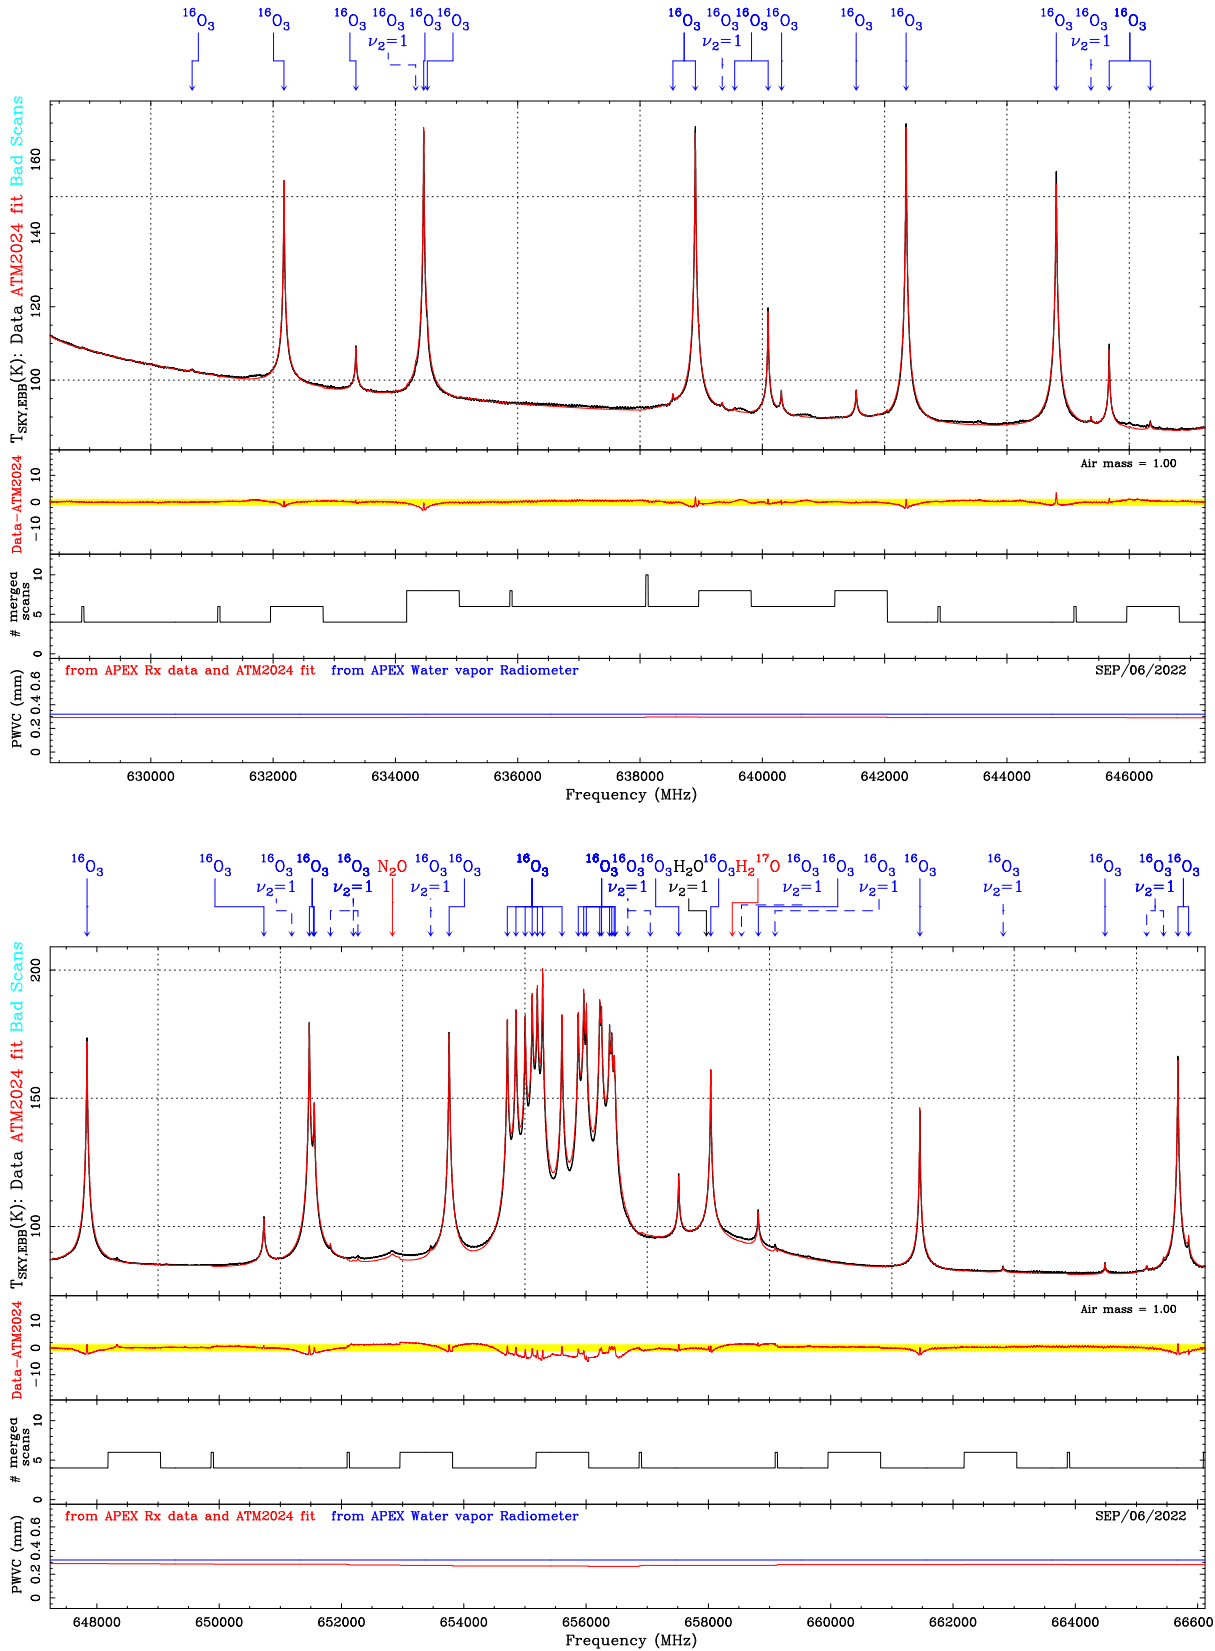 16O3 16O3 16O3 16O3 16O3 16O3 16O3 16O3 16O3 16O3 16O3 16O3 16O3 16O3
ν2=1 ν2=1 ν2=1
TSKY,EBB(K): Data ATM2024 fit Bad Scans
160
140
120
100
Data-ATM2024
Air mass = 1.00
10
0
-10
# merged scans
10
5
0
PWVC (mm)
from APEX Rx data and ATM2024 fit from APEX Water vapor Radiometer SEP/06/2022
0.6
0.4
0.2
0
630000 632000 634000 636000 638000 640000 642000 644000 646000
Frequency (MHz)
16O3 16O3 16O3 16O3 16O3 N2O 16O3 16O3 16O3 16O3 16O3 16O3 H2O 16O3 H217O 16O3 16O3 16O3 16O3 16O3 16O3 16O3 16O3
ν2=1 ν2=1 ν2=1 ν2=1 ν2=1 ν2=1 ν2=1 ν2=1 ν2=1
TSKY,EBB(K): Data ATM2024 fit Bad Scans
200
150
100
Data-ATM2024
Air mass = 1.00
10
0
-10
# merged scans
10
5
0
PWVC (mm)
from APEX Rx data and ATM2024 fit from APEX Water vapor Radiometer SEP/06/2022
0.6
0.4
0.2
0
648000 650000 652000 654000 656000 658000 660000 662000 664000
Frequency (MHz)